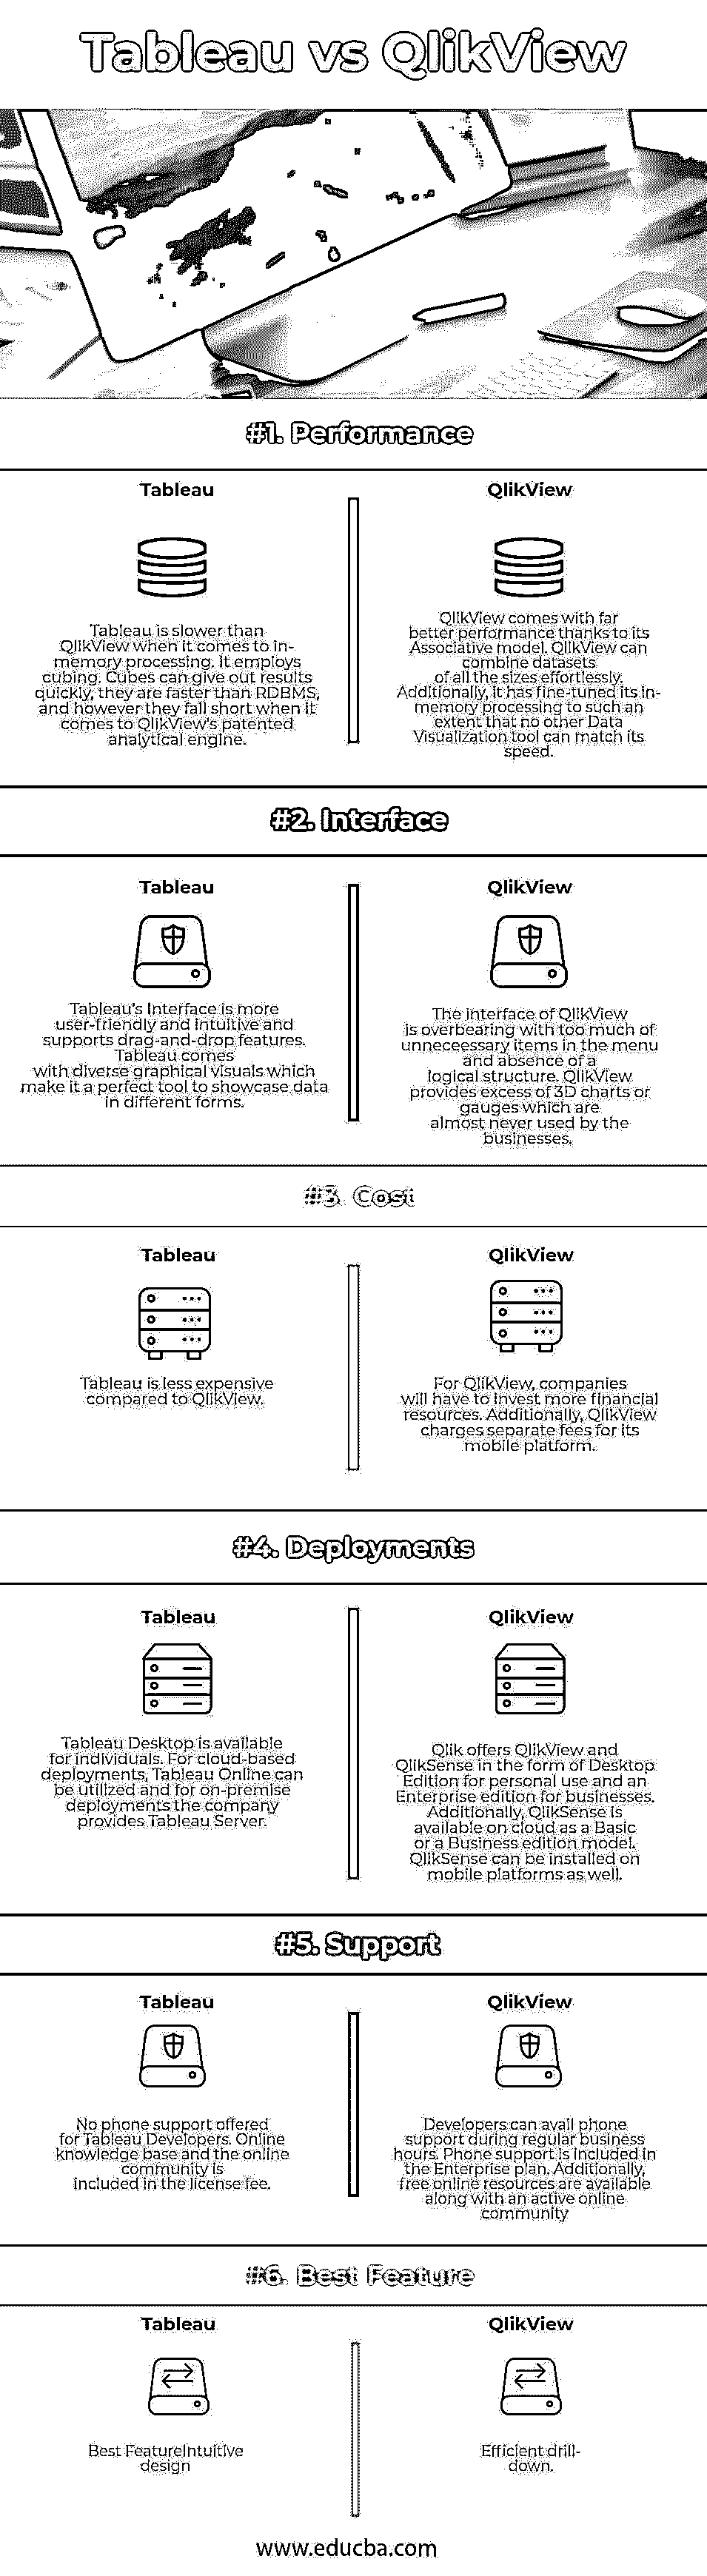 Tableau vs QlikView
#1. Performance
Tableau
Tableau is slower than
QlikView when it comes to in-
memory processing. It employs
cubing. Cubes can give out results
quickly, they are faster than RDBMS,
and however they fall short when it
comes to QlikView's patented
analytical engine.
QlikView
QlikView comes with far
better performance thanks to its
Associative model. QlikView can
combine datasets
of all the sizes effortlessly.
Additionally, it has fine-tuned its in-
memory processing to such an
extent that no other Data
Visualization tool can match its
speed.
#2. Interface
Tableau
Tableau's Interface is more
user-friendly and intuitive and
supports drag-and-drop features.
Tableau comes
with diverse graphical visuals which
make it a perfect tool to showcase data
in different forms.
QlikView
The interface of QlikView
is overbearing with too much of
unnecessary items in the menu
and absence of a
logical structure. QlikView
provides excess of 3D charts or
gauges which are
almost never used by the
businesses.
#3. Cost
Tableau
Tableau is less expensive
compared to QlikView.
QlikView
For QlikView, companies
will have to invest more financial
resources. Additionally, QlikView
charges separate fees for its
mobile platform.
#4. Deployments
Tableau
Tableau Desktop is available
for individuals. For cloud-based
deployments, Tableau Online can
be utilized and for on-premise
deployments the company
provides Tableau Server.
QlikView
Qlik offers QlikView and
QlikSense in the form of Desktop
Edition for personal use and an
Enterprise edition for businesses.
Additionally, QlikSense is
available on cloud as a Basic
or a Business edition model.
QlikSense can be installed on
mobile platforms as well.
#5. Support
Tableau
No phone support offered
for Tableau Developers. Online
knowledge base and the online
community is
included in the license fee.
QlikView
Developers can avail phone
support during regular business
hours. Phone support is included in
the Enterprise plan. Additionally,
free online resources are available
along with an active online
community
#6. Best Feature
Tableau
Best FeatureIntuitive
design
QlikView
Efficient drill-
down.
www.educba.com